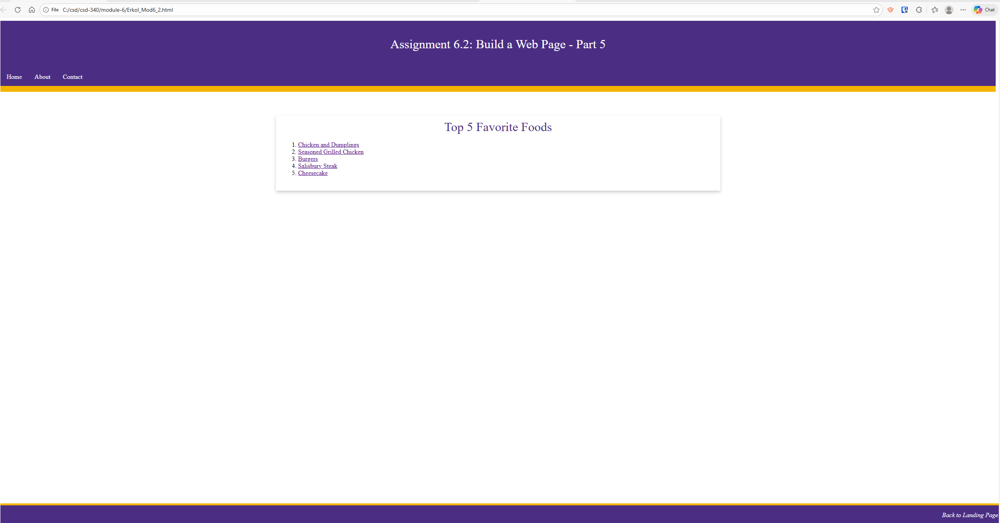 File C:/csd/csd-340/module-6/Erkol_Mod6_2.html
Chat
Assignment 6.2: Build a Web Page - Part 5
Home About Contact
Top 5 Favorite Foods
1. Chicken and Dumplings
2. Seasoned Grilled Chicken
3. Burgers
4. Salisbury Steak
5. Cheesecake
Back to Landing Page